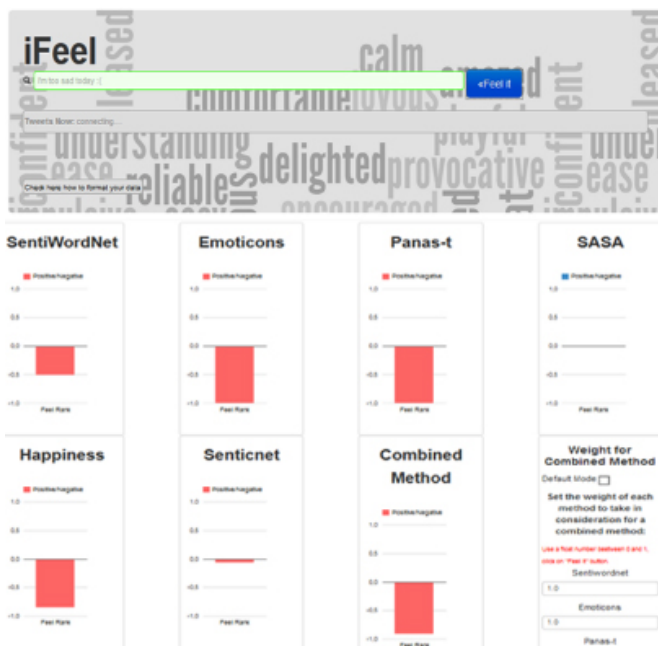 iFeel
I'm too sad today :(
Feel it
Tweets Now: connecting...
Check here how to format your data
calm
amazed
comfortable
joyous
confident
pleased
understanding
playful
ease
reliable
delighted
provocative
encouraged
impulsive
SentiWordNet
Positive/Negative
1.0
0.5
0.0
-0.5
-1.0
Feel Rank
Emoticons
Positive/Negative
1.0
0.5
0.0
-0.5
-1.0
Feel Rank
Panas-t
Positive/Negative
1.0
0.5
0.0
-0.5
-1.0
Feel Rank
SASA
Positive/Negative
1.0
0.5
0.0
-0.5
-1.0
Feel Rank
Happiness
Positive/Negative
1.0
0.5
0.0
-0.5
-1.0
Feel Rank
Senticnet
Positive/Negative
1.0
0.5
0.0
-0.5
-1.0
Feel Rank
Combined
Method
Positive/Negative
1.0
0.5
0.0
-0.5
-1.0
Feel Rank
Weight for
Combined Method
Default Mode:
Set the weight of each
method to take in
consideration for a
combined method:
Use a float number beetween 0 and 1,
click on "Feel it" button.
Sentiwordnet
1.0
Emoticons
1.0
Panas-t